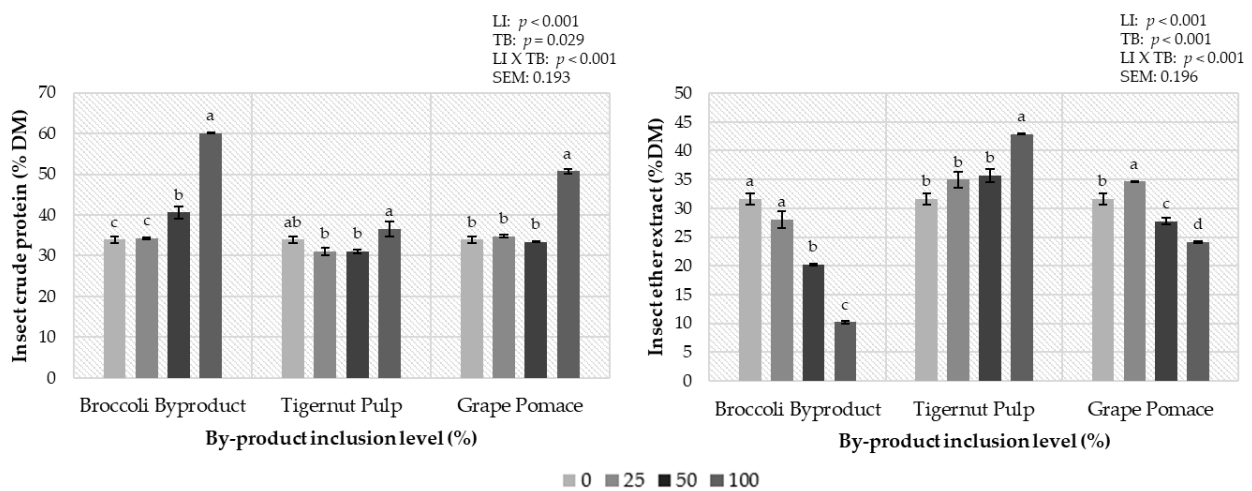 LI: p < 0.001
TB: p = 0.029
LI X TB: p < 0.001
SEM: 0.193
70
60
50
40
30
20
10
0
Insect crude protein (% DM)
c
c
b
a
ab
b
b
a
b
b
b
a
Broccoli Byproduct
Tigernut Pulp
Grape Pomace
By-product inclusion level (%)
LI: p < 0.001
TB: p < 0.001
LI X TB: p < 0.001
SEM: 0.196
50
45
40
35
30
25
20
15
10
5
0
Insect ether extract (%DM)
a
a
b
c
b
b
b
a
b
a
c
d
Broccoli Byproduct
Tigernut Pulp
Grape Pomace
By-product inclusion level (%)
0 25 50 100